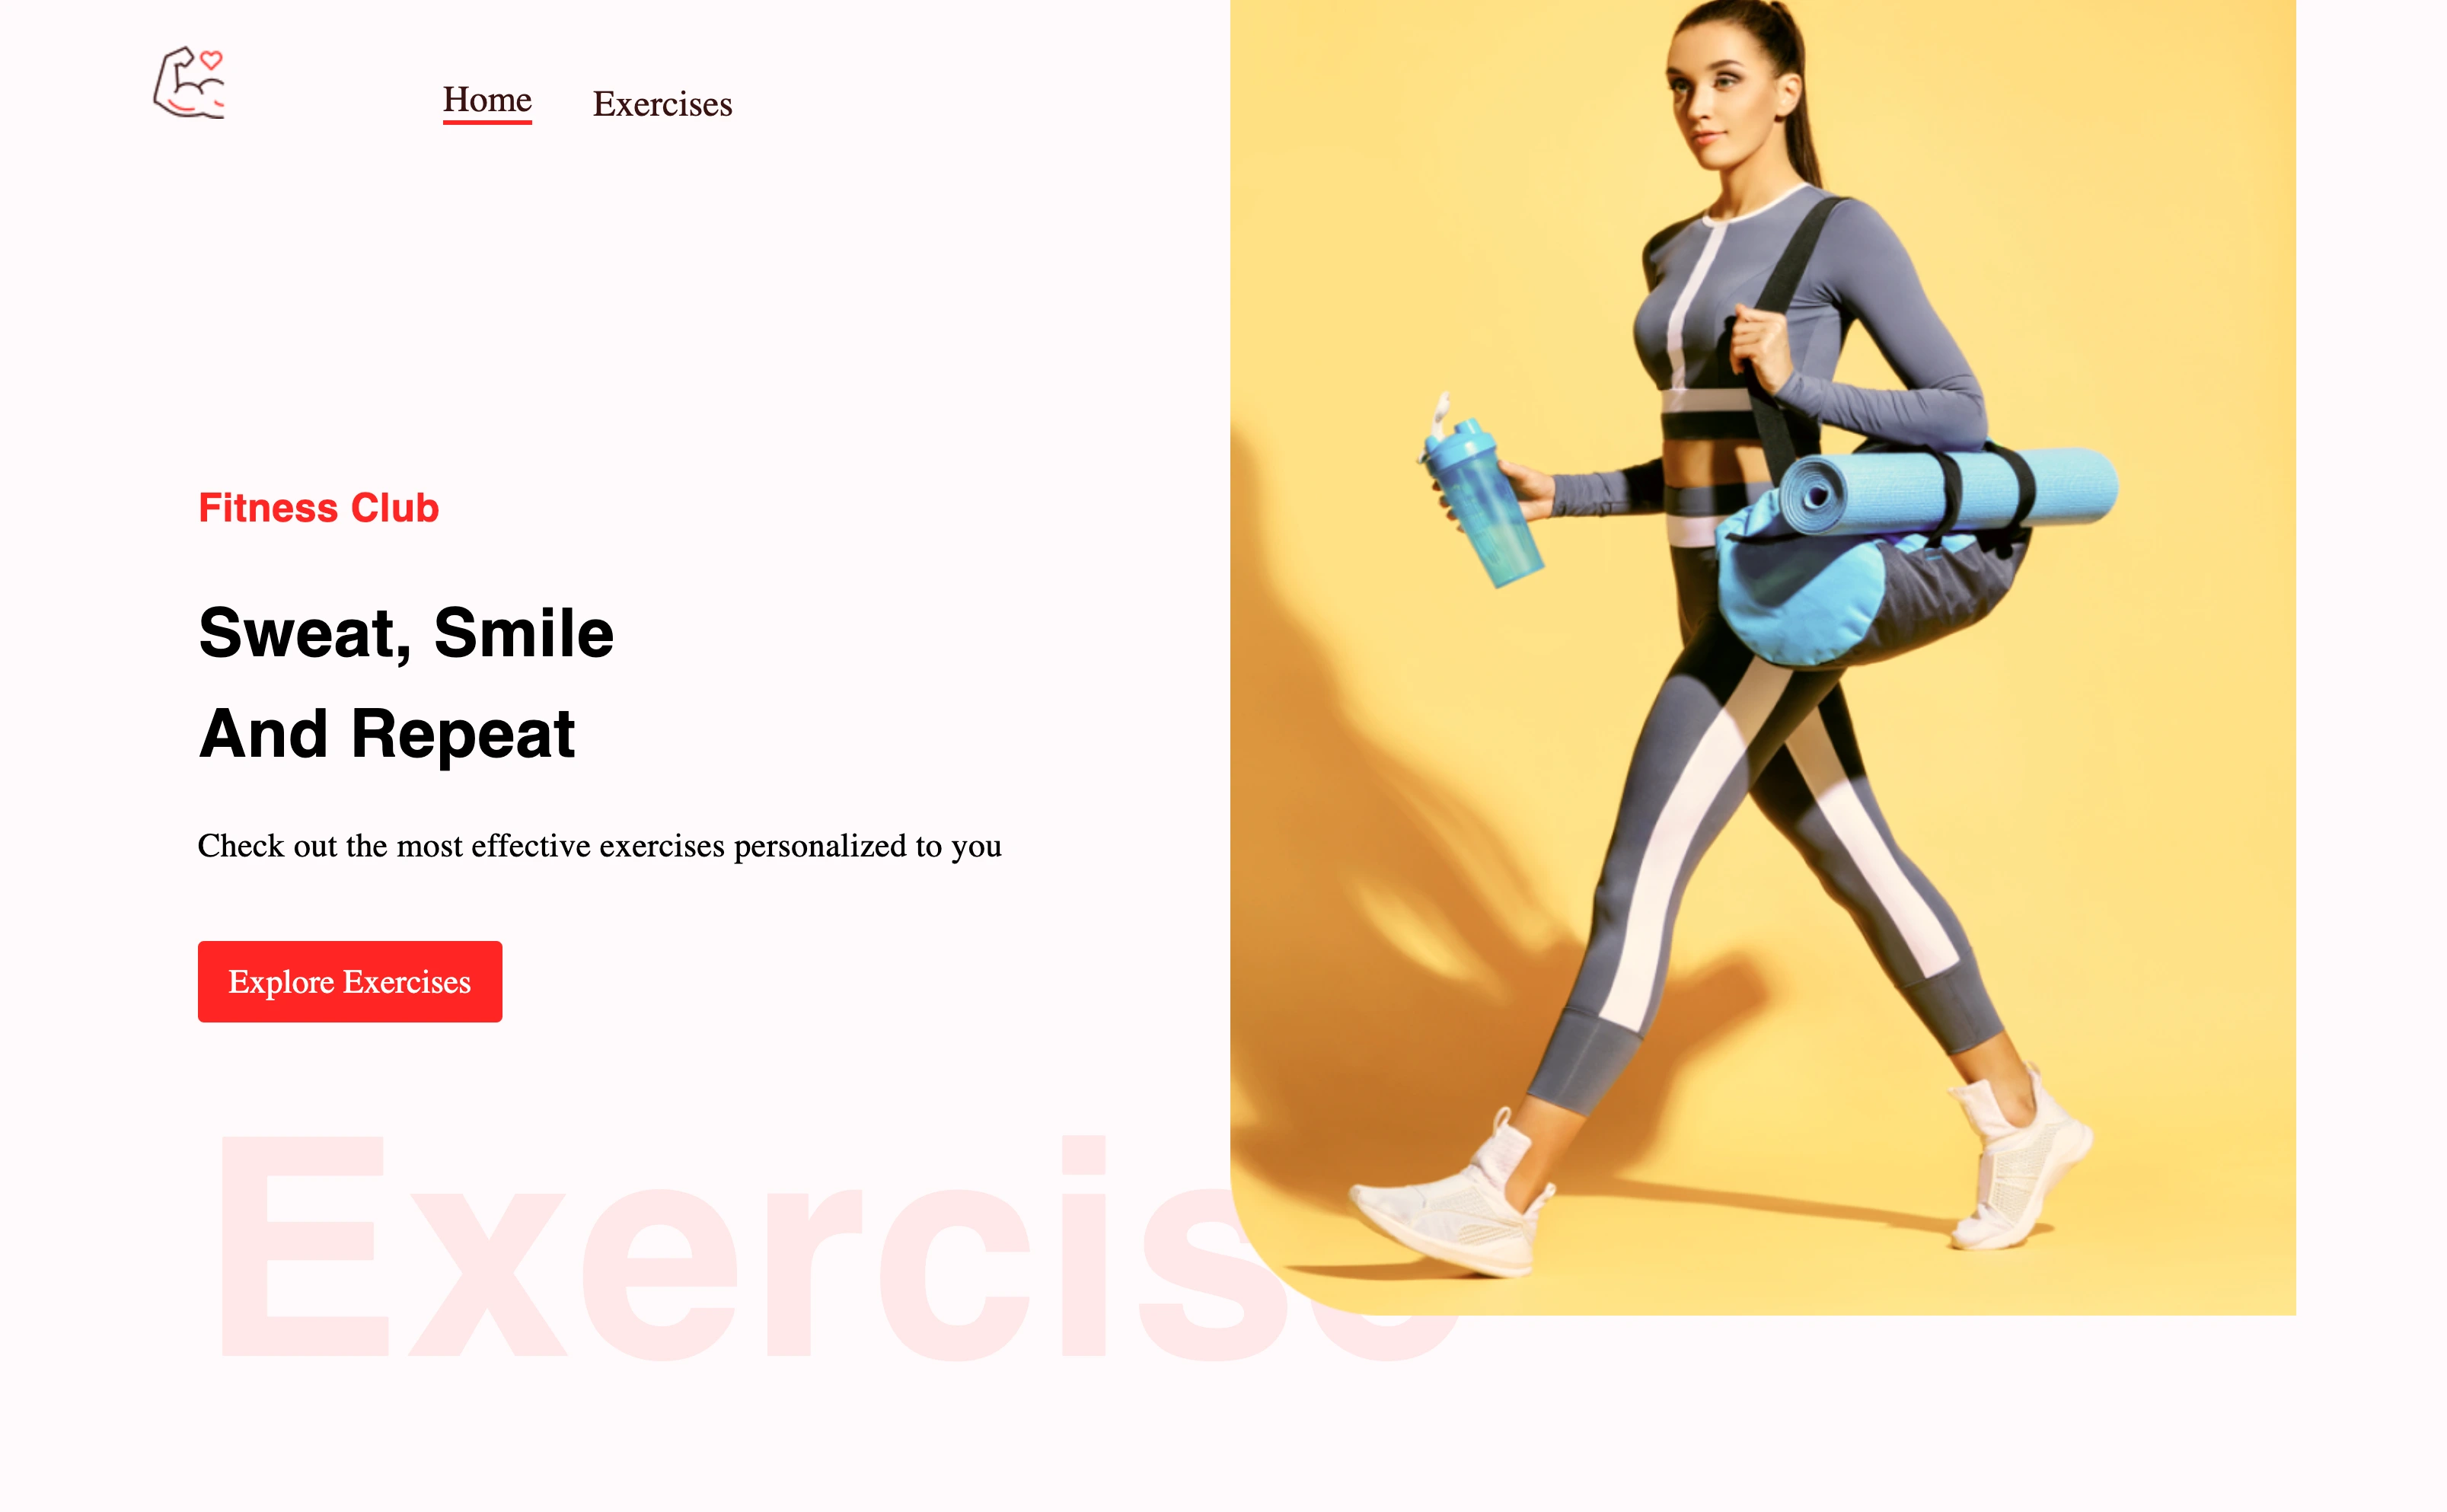 Home Exercises
Fitness Club
Sweat, Smile
And Repeat
Check out the most effective exercises personalized to you
Explore Exercises
Exercise